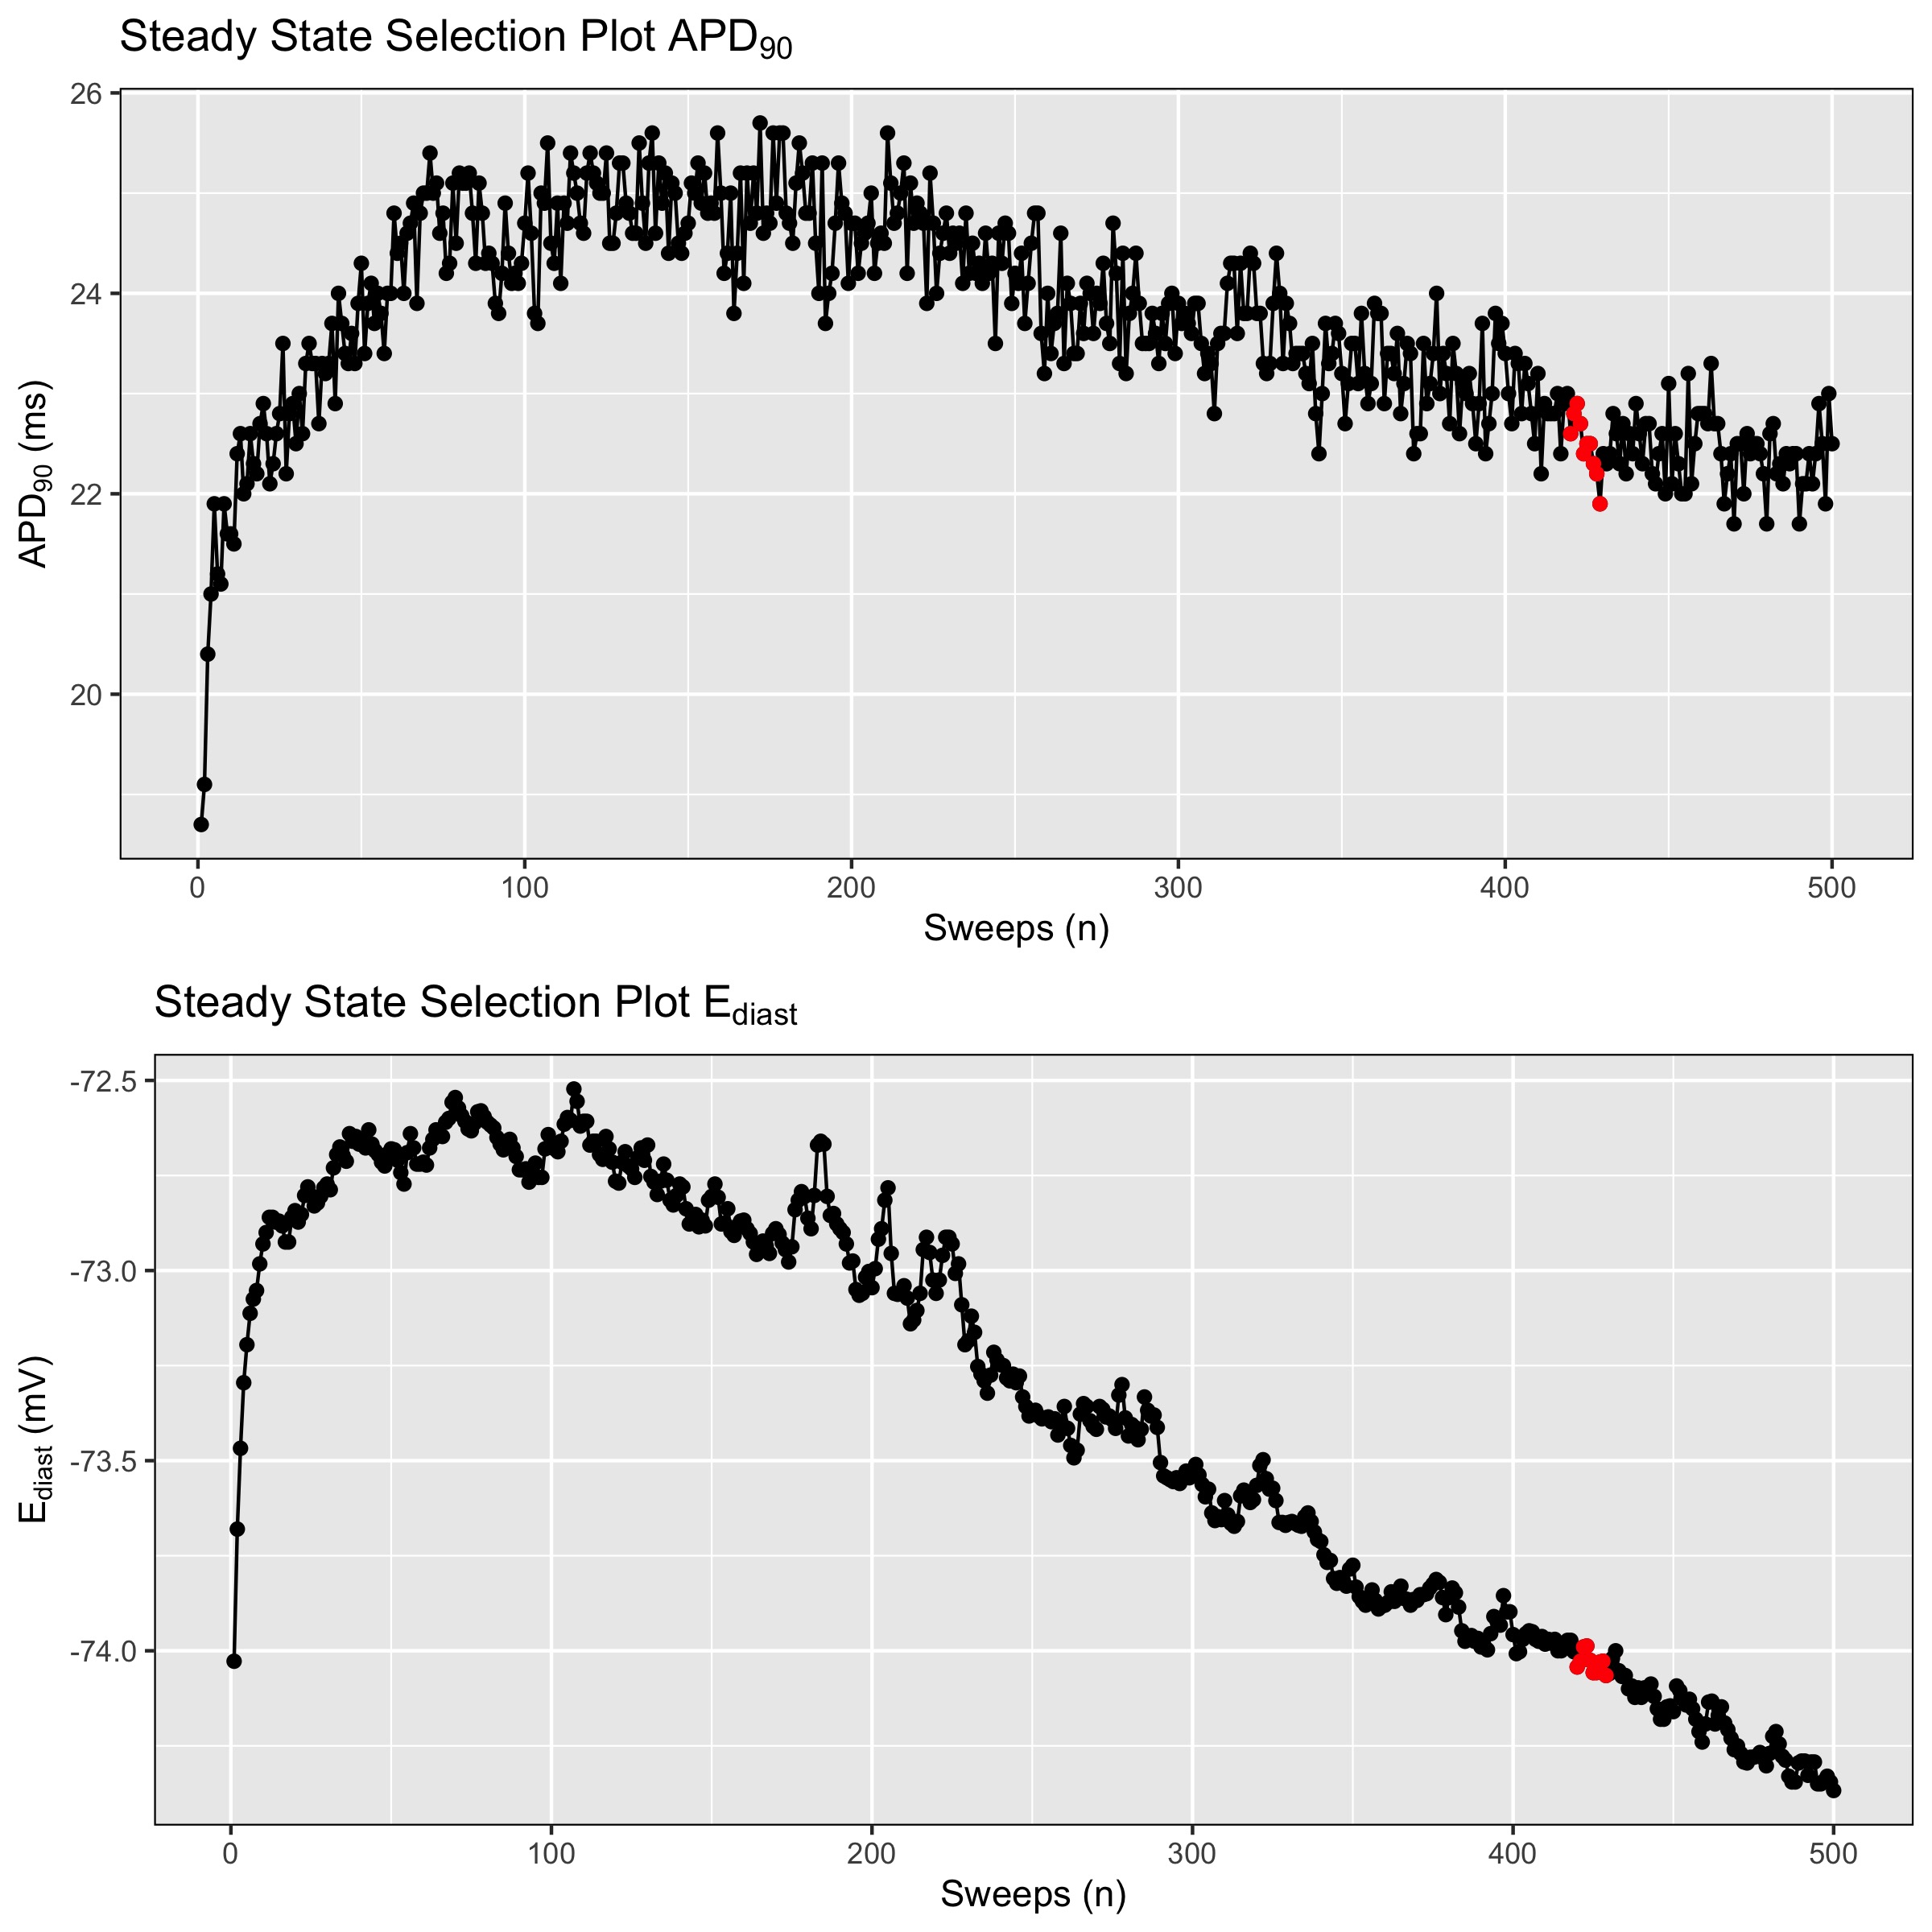 Steady State Selection Plot APD90
26
24
22
20
APD90 (ms)
0 100 200 300 400 500
Sweeps (n)
Steady State Selection Plot Ediast
-72.5
-73.0
-73.5
-74.0
Ediast (mV)
0 100 200 300 400 500
Sweeps (n)